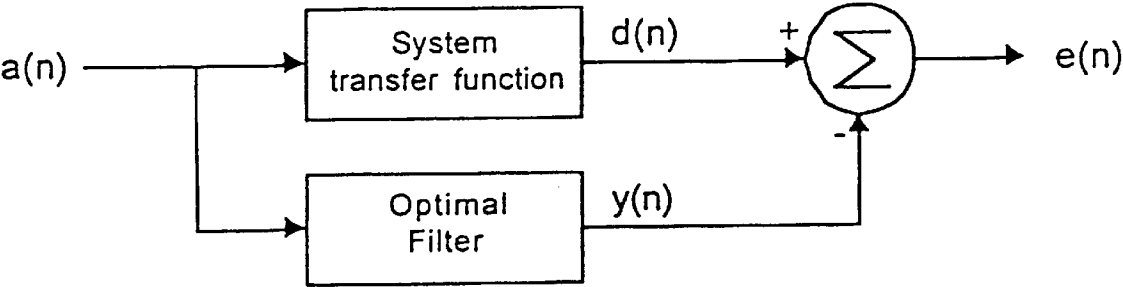 a(n)
System
transfer function
d(n)
+
Σ
e(n)
-
Optimal
Filter
y(n)